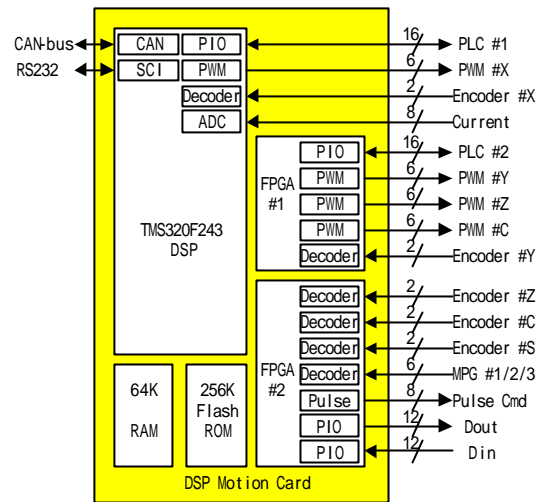 CAN-bus CAN PIO 16 PLC #1
RS232 SCI PWM 6 PWM #X
Decoder 2 Encoder #X
ADC 8 Current
PIO 16 PLC #2
FPGA #1
PWM 6 PWM #Y
PWM 6 PWM #Z
PWM 6 PWM #C
Decoder 2 Encoder #Y
TMS320F243
DSP
Decoder 2 Encoder #Z
Decoder 2 Encoder #C
Decoder 2 Encoder #S
FPGA #2
Decoder 6 MPG #1/2/3
Pulse 8 Pulse Cmd
PIO 12 Dout
PIO 12 Din
64K
RAM
256K
Flash
ROM
DSP Motion Card